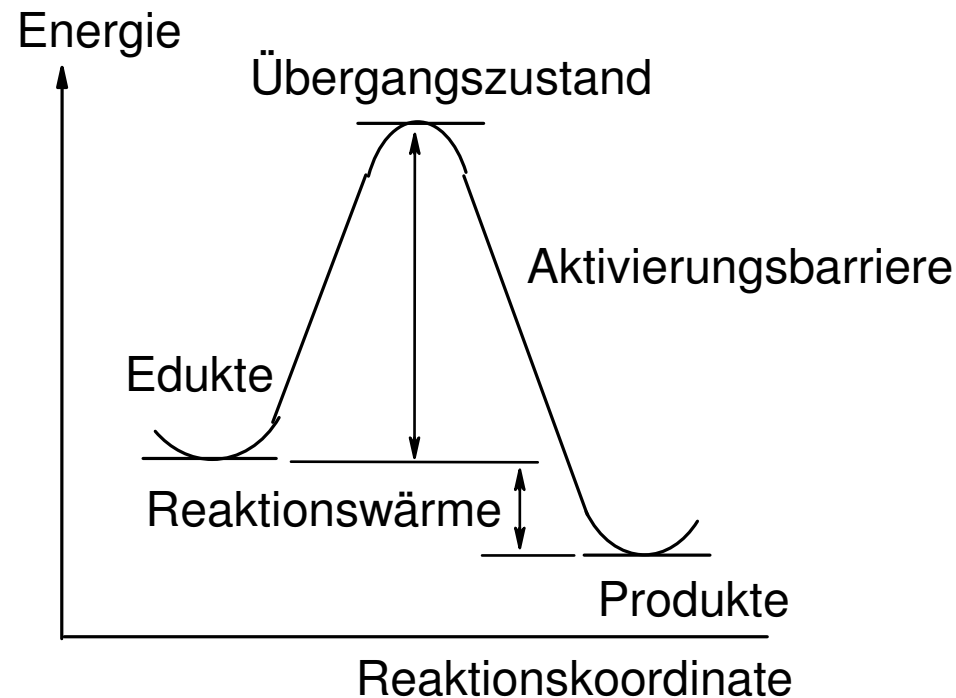 Energie
Übergangszustand
Aktivierungsbarriere
Edukte
Reaktionswärme
Produkte
Reaktionskoordinate